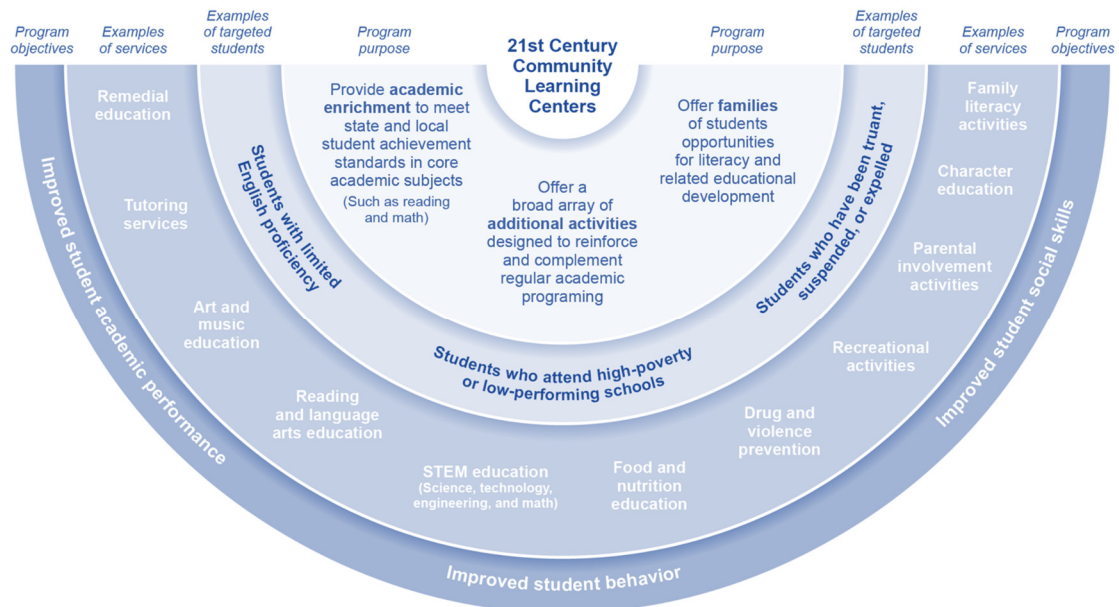 Program
objectives
Examples
of services
Examples
of targeted
students
Program
purpose
21st Century
Community
Learning
Centers
Program
purpose
Examples
of targeted
students
Examples
of services
Program
objectives
Provide academic
enrichment to meet
state and local
student achievement
standards in core
academic subjects
(Such as reading
and math)
Offer a
broad array of
additional activities
designed to reinforce
and complement
regular academic
programing
Offer families
of students
opportunities
for literacy and
related educational
development
Students with limited
English proficiency
Students who attend high-poverty
or low-performing schools
Students who have been truant,
suspended, or expelled
Remedial
education
Tutoring
services
Art and
music
education
Reading
and language
arts education
STEM education
(Science, technology,
engineering, and math)
Food and
nutrition
education
Drug and
violence
prevention
Recreational
activities
Parental
involvement
activities
Character
education
Family
literacy
activities
Improved student academic performance
Improved student behavior
Improved student social skills